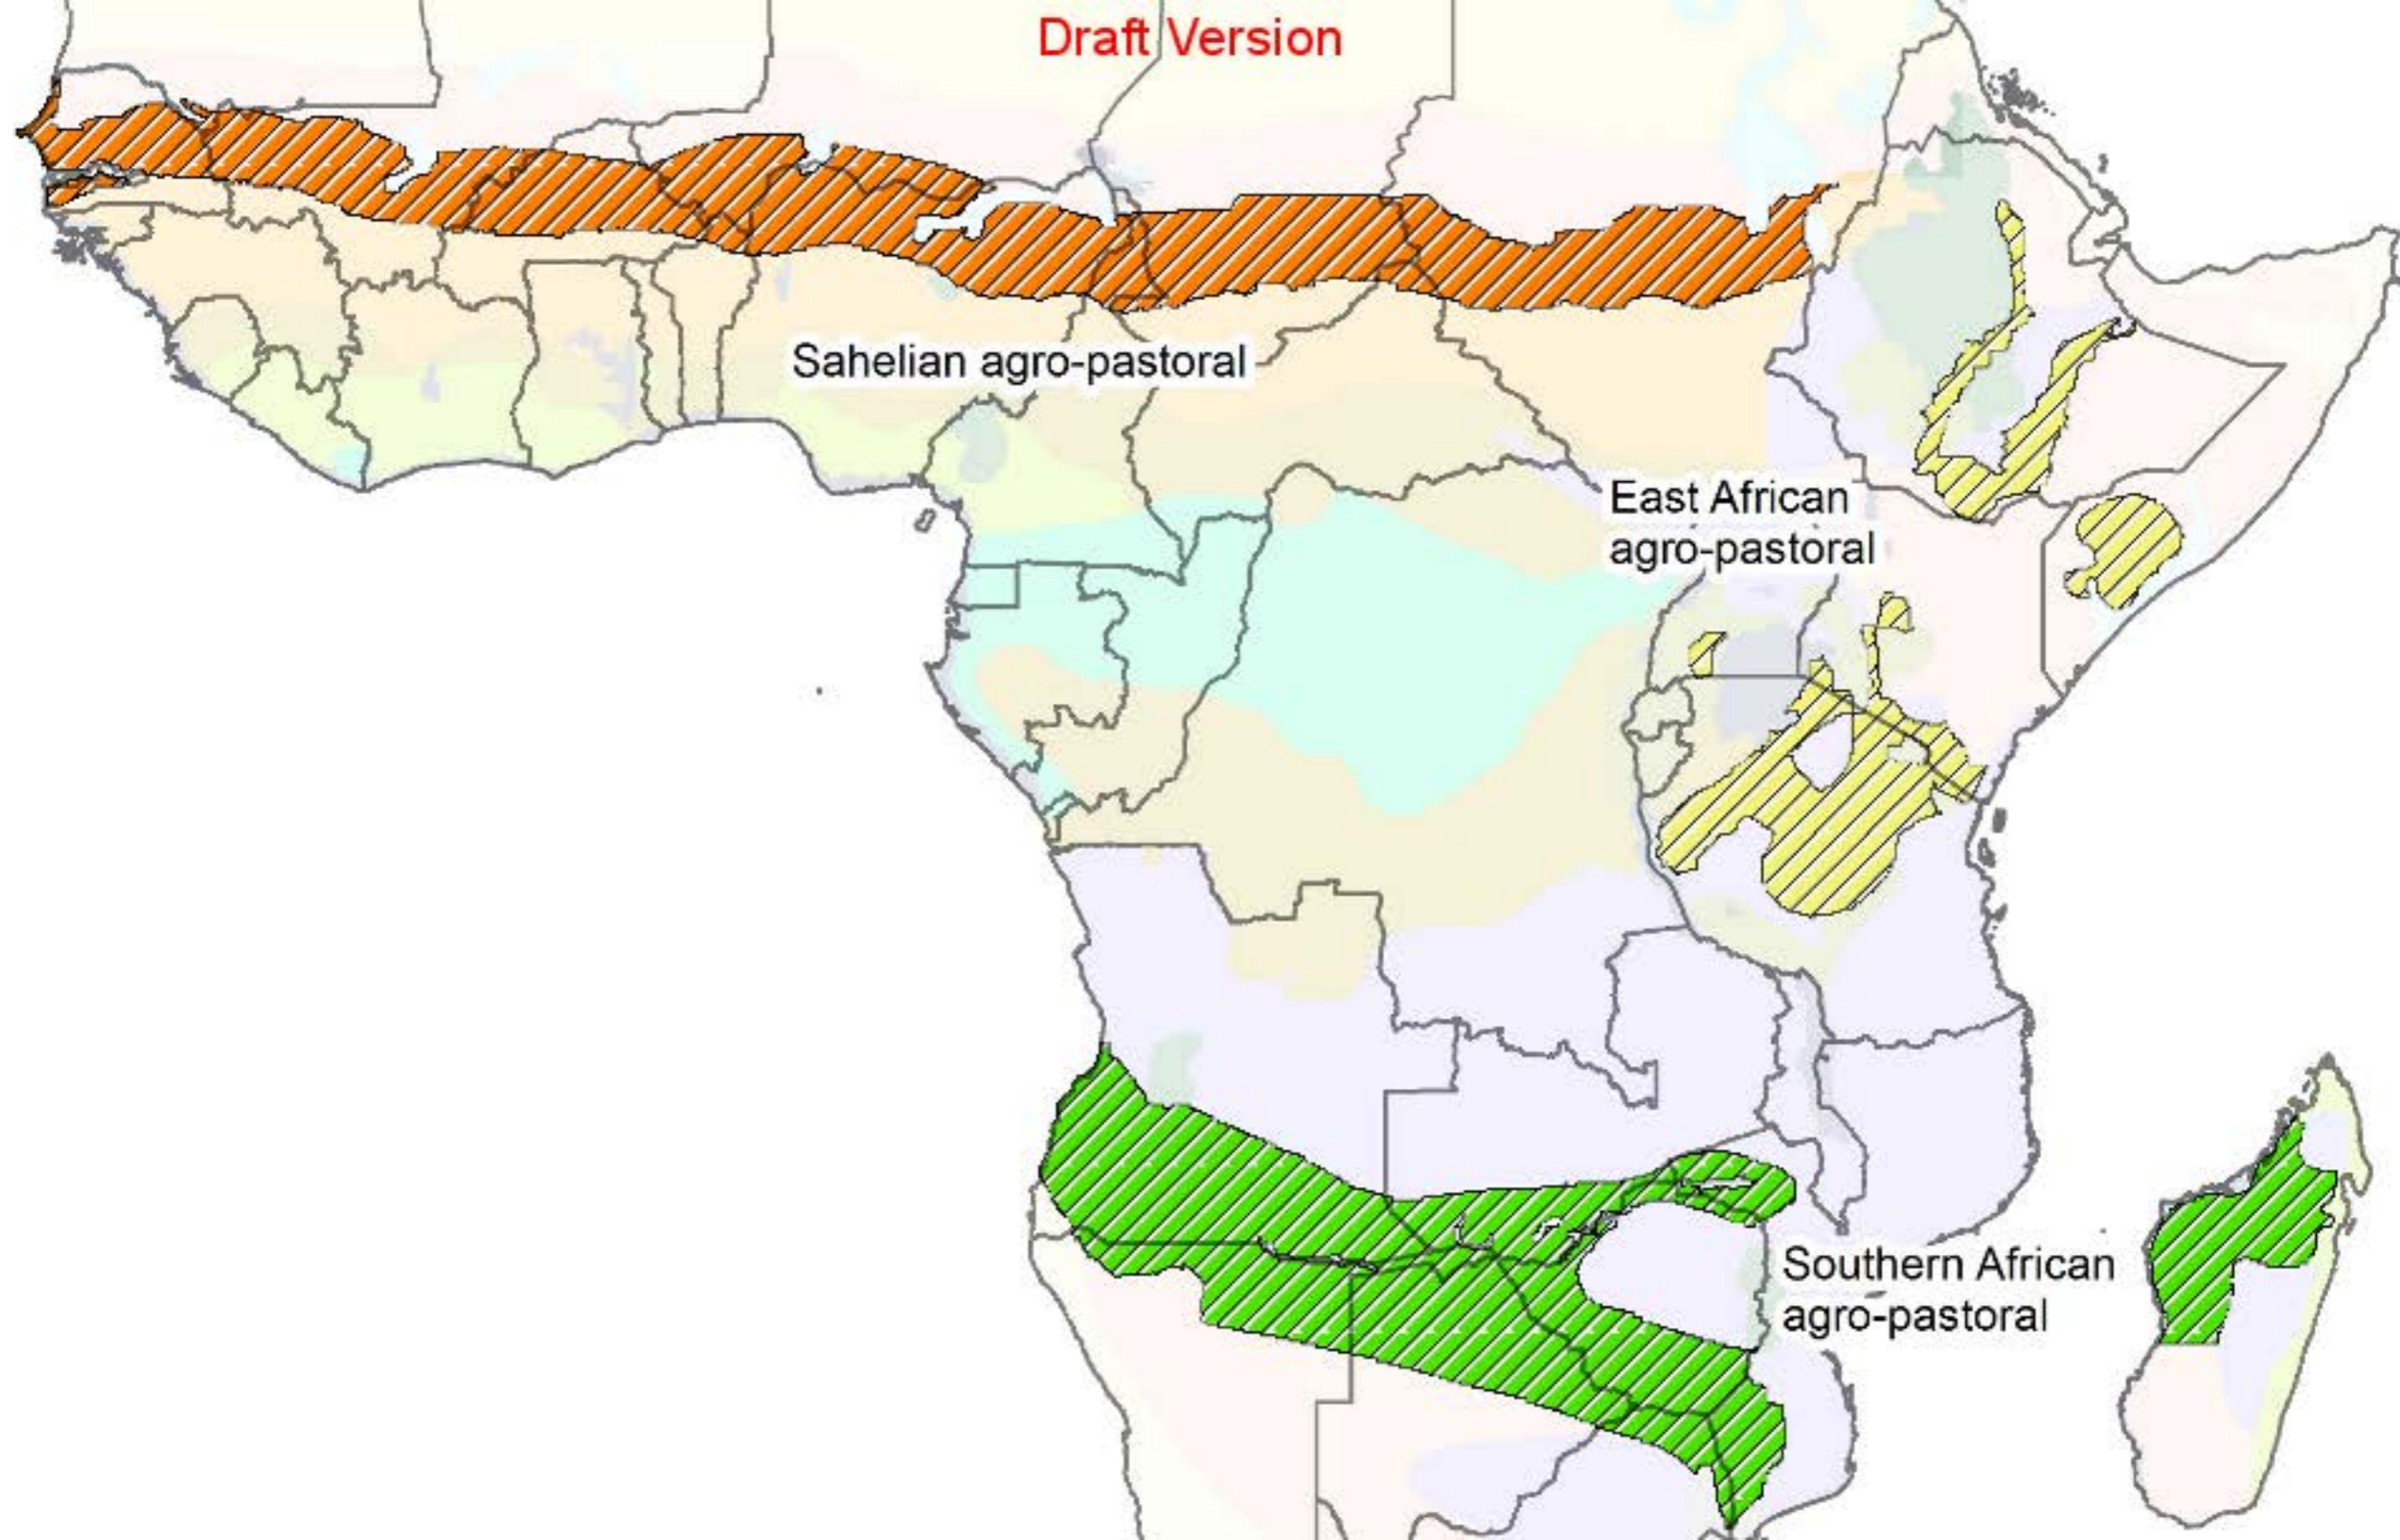 Draft Version
Sahelian agro-pastoral
East African
agro-pastoral
Southern African
agro-pastoral